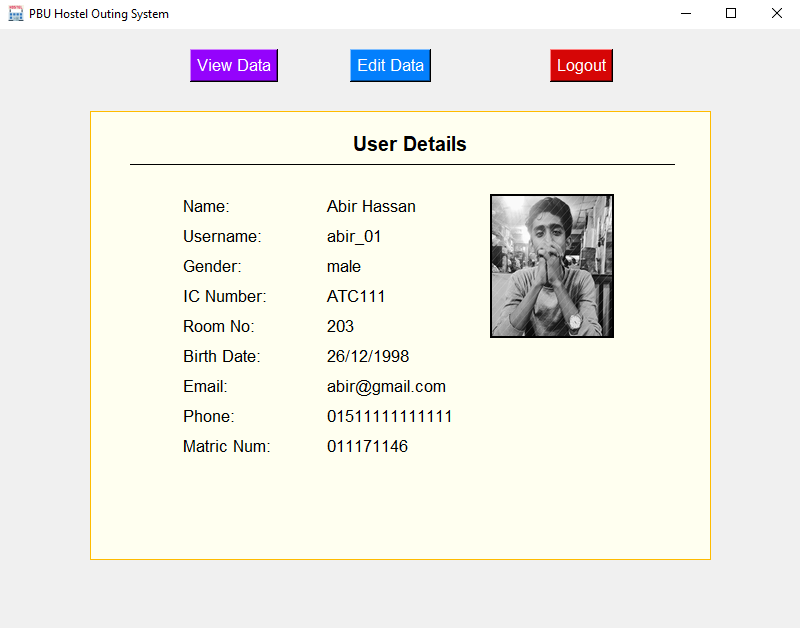 PBU Hostel Outing System
View Data Edit Data Logout
User Details
Name: Abir Hassan
Username: abir_01
Gender: male
IC Number: ATC111
Room No: 203
Birth Date: 26/12/1998
Email: abir@gmail.com
Phone: 01511111111111
Matric Num: 011171146